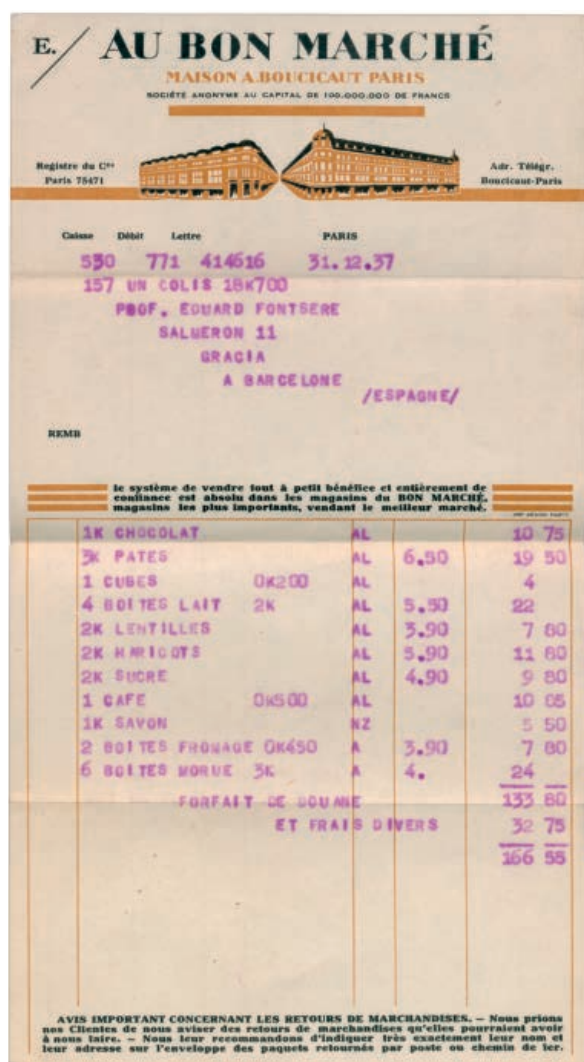 E./ AU BON MARCHÉ
MAISON A.BOUCICAUT PARIS
SOCIÉTÉ ANONYME AU CAPITAL DE 100.000.000 DE FRANCS
Registre du Cce
Paris 75471
Adr. Télégr.
Boucicaut-Paris
Caisse Débit Lettre PARIS
530 771 414616 31.12.37
157 UN COLIS 18K700
PROF. EDUARD FONTSERE
SALMERON 11
GRACIA
A BARCELONE
/ESPAGNE/
REMB
le système de vendre tout à petit bénéfice et entièrement de
confiance est absolu dans les magasins du BON MARCHÉ,
magasins les plus importants, vendant le meilleur marché.
1K CHOCOLAT AL 10 75
3K PATES AL 6.50 19 50
1 CUBES 0K200 AL 4
4 BOITES LAIT 2K AL 5.50 22
2K LENTILLES AL 3.90 7 80
2K HARICOTS AL 5.90 11 80
2K SUCRE AL 4.90 9 80
1 CAFE 0K500 AL 10 85
1K SAVON NZ 5 50
2 BOITES FROMAGE 0K450 A 3.90 7 80
6 BOITES MORUE 3K A 4. 24
FORFAIT DE DOUANE 133 80
ET FRAIS DIVERS 32 75
166 55
AVIS IMPORTANT CONCERNANT LES RETOURS DE MARCHANDISES. – Nous prions
nos Clientes de nous aviser des retours de marchandises qu'elles pourraient avoir
à nous faire. – Nous leur recommandons d'indiquer très exactement leur nom et
leur adresse sur l'enveloppe des paquets retournés par poste ou chemin de fer.